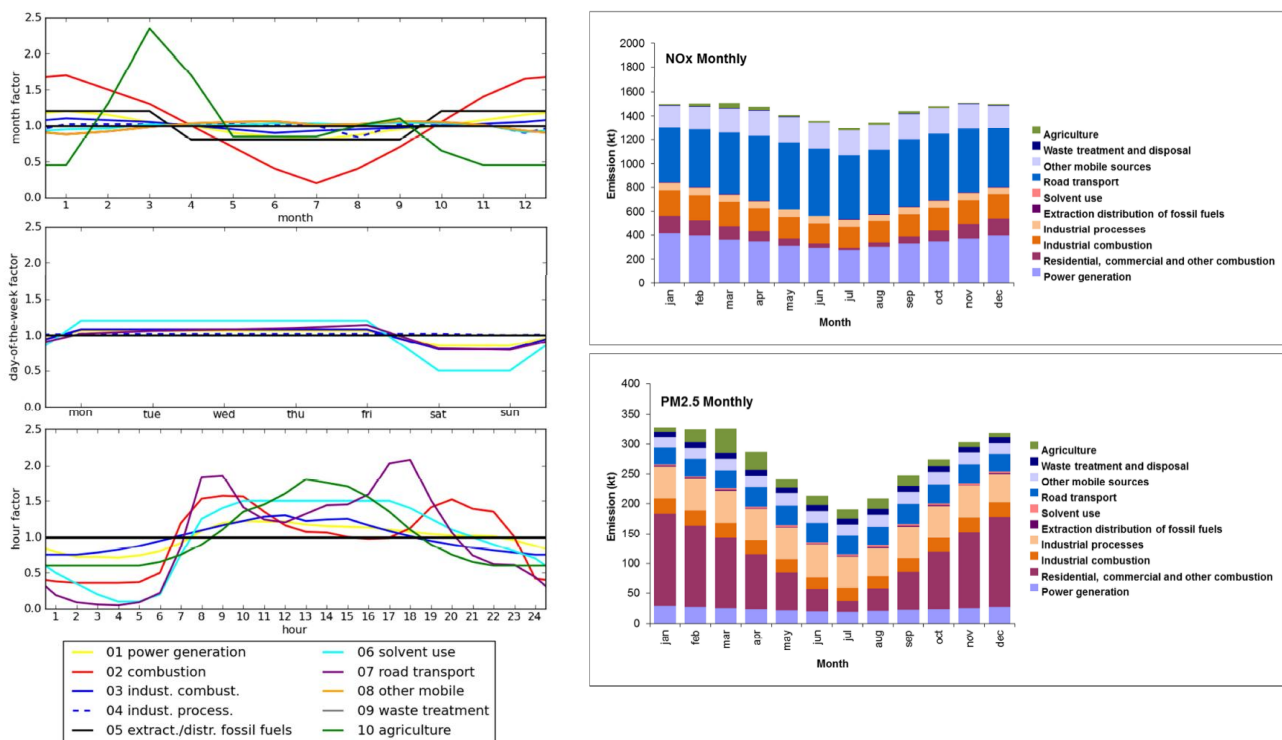 2.5
2.0
1.5
1.0
0.5
0.0
month factor
1 2 3 4 5 6 7 8 9 10 11 12
month
2.5
2.0
1.5
1.0
0.5
0.0
day-of-the-week factor
mon tue wed thu fri sat sun
2.5
2.0
1.5
1.0
0.5
0.0
hour factor
1 2 3 4 5 6 7 8 9 10 11 12 13 14 15 16 17 18 19 20 21 22 23 24
hour
01 power generation
02 combustion
03 indust. combust.
04 indust. process.
05 extract./distr. fossil fuels
06 solvent use
07 road transport
08 other mobile
09 waste treatment
10 agriculture
NOx Monthly
2000
1800
1600
1400
1200
1000
800
600
400
200
0
Emission (kt)
jan feb mar apr may jun jul aug sep oct nov dec
Month
Agriculture
Waste treatment and disposal
Other mobile sources
Road transport
Solvent use
Extraction distribution of fossil fuels
Industrial processes
Industrial combustion
Residential, commercial and other combustion
Power generation
PM2.5 Monthly
400
350
300
250
200
150
100
50
0
Emission (kt)
jan feb mar apr may jun jul aug sep oct nov dec
Month
Agriculture
Waste treatment and disposal
Other mobile sources
Road transport
Solvent use
Extraction distribution of fossil fuels
Industrial processes
Industrial combustion
Residential, commercial and other combustion
Power generation